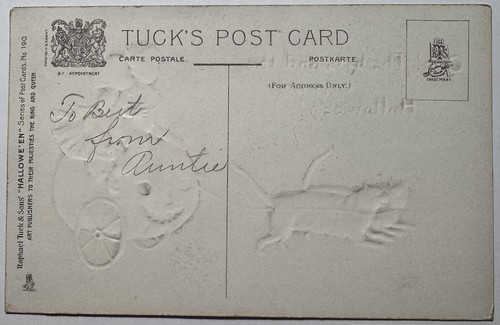 TUCK'S POST CARD
CARTE POSTALE.
POSTKARTE.
BY APPOINTMENT
(FOR ADDRESS ONLY.)
TRADE MARK
To Bert
from
Auntie
Raphael Tuck & Sons' "HALLOWE'EN" Series of Post Cards, No 190.
ART PUBLISHERS TO THEIR MAJESTIES THE KING AND QUEEN